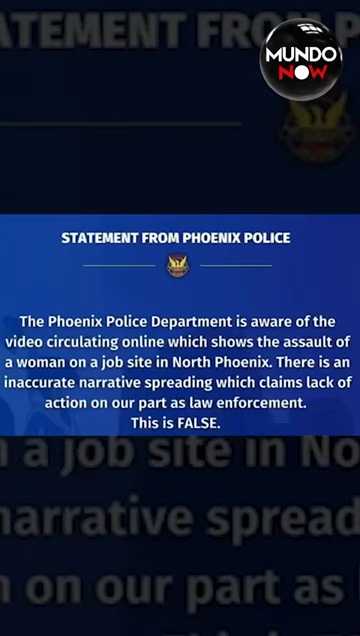 ATEMENT FROM P
MUNDO
NOW
STATEMENT FROM PHOENIX POLICE
The Phoenix Police Department is aware of the
video circulating online which shows the assault of
a woman on a job site in North Phoenix. There is an
inaccurate narrative spreading which claims lack of
action on our part as law enforcement.
This is FALSE.
a job site in No
narrative spread
on our part as